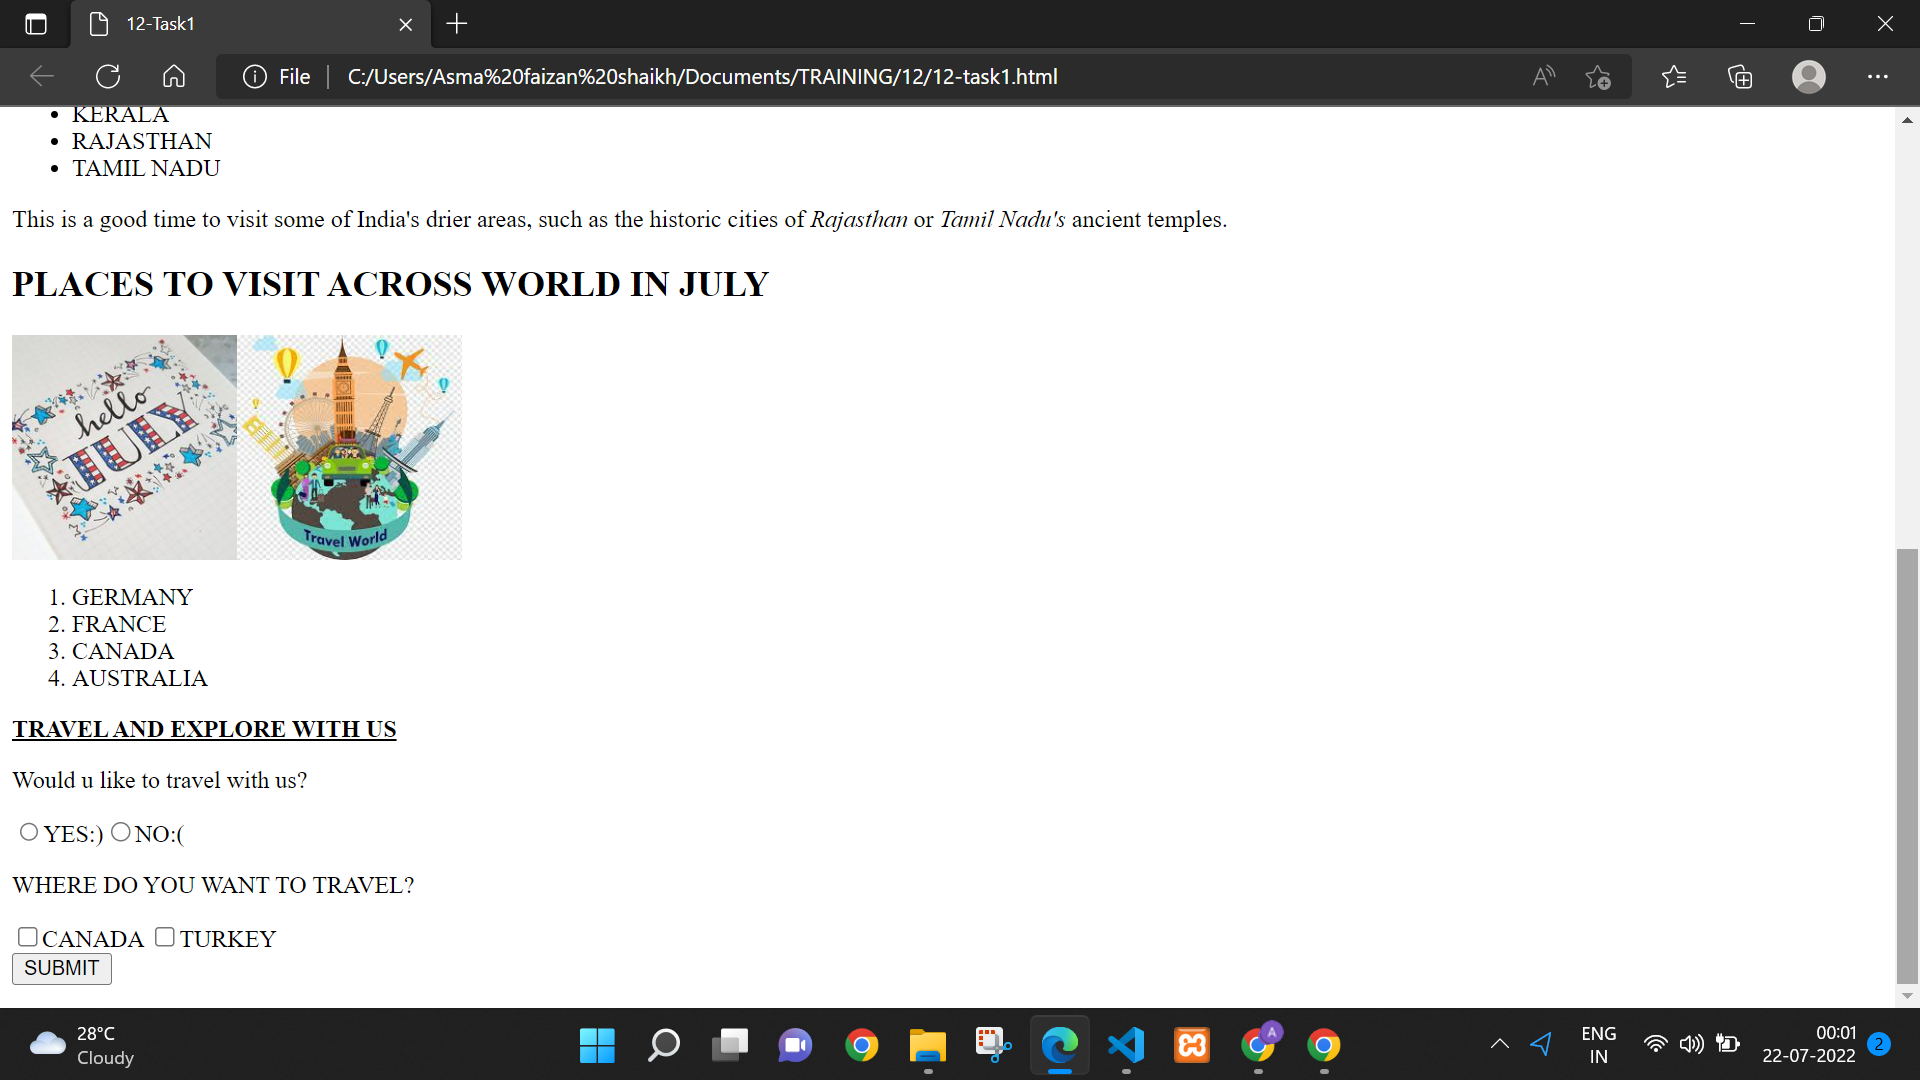 12-Task1
File
C:/Users/Asma%20faizan%20shaikh/Documents/TRAINING/12/12-task1.html
KERALA
RAJASTHAN
TAMIL NADU
This is a good time to visit some of India's drier areas, such as the historic cities of Rajasthan or Tamil Nadu's ancient temples.
PLACES TO VISIT ACROSS WORLD IN JULY
hello
JULY
Travel World
1. GERMANY
2. FRANCE
3. CANADA
4. AUSTRALIA
TRAVEL AND EXPLORE WITH US
Would u like to travel with us?
YES:) NO:(
WHERE DO YOU WANT TO TRAVEL?
CANADA TURKEY
SUBMIT
28°C
Cloudy
A
ENG
IN
00:01
22-07-2022
2